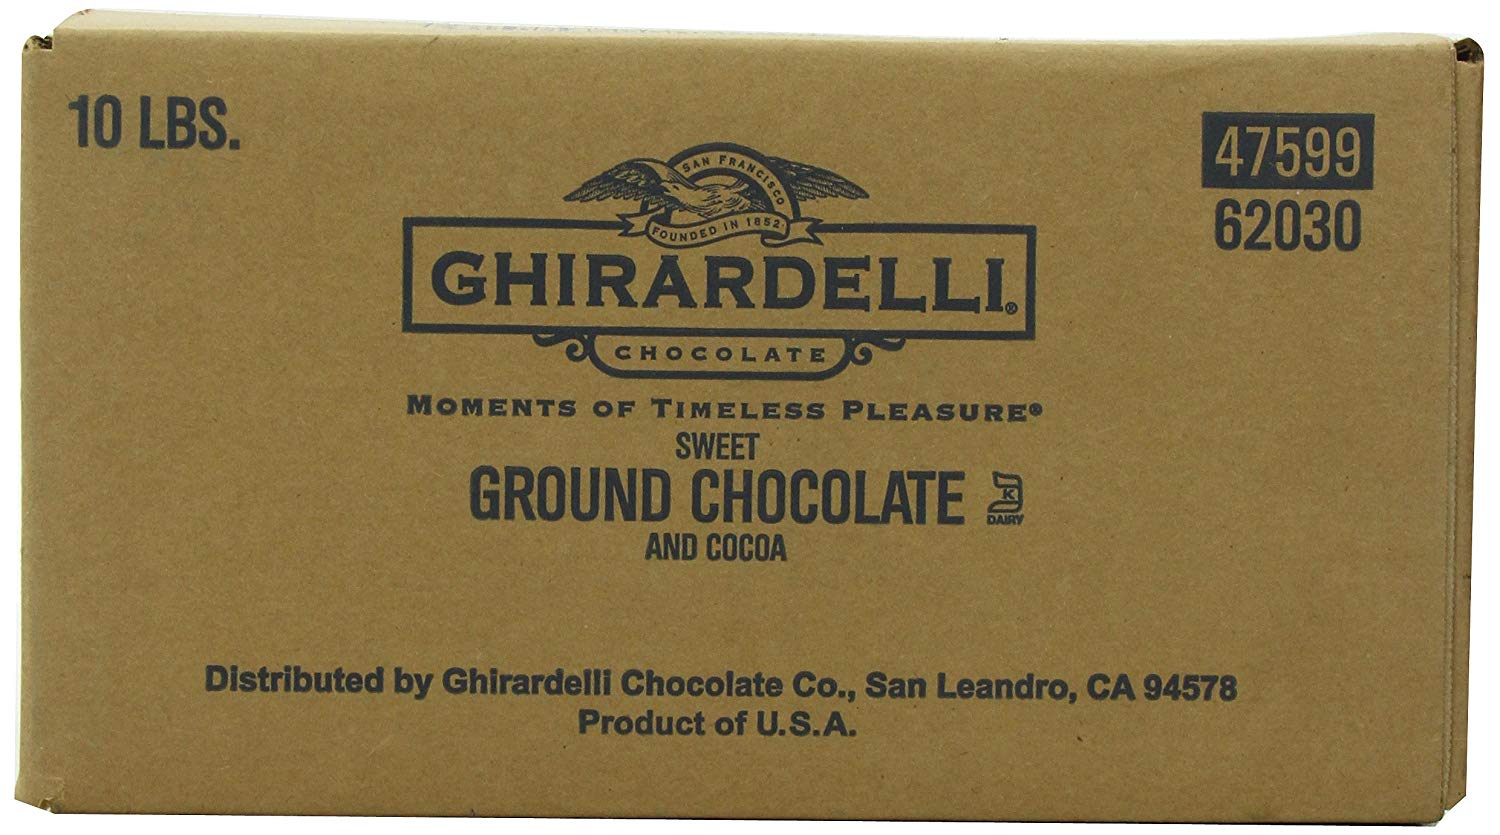 10 LBS.
47599
62030
SAN FRANCISCO
FOUNDED IN 1852
GHIRARDELLI®
CHOCOLATE
MOMENTS OF TIMELESS PLEASURE®
SWEET
GROUND CHOCOLATE
K
DAIRY
AND COCOA
Distributed by Ghirardelli Chocolate Co., San Leandro, CA 94578
Product of U.S.A.